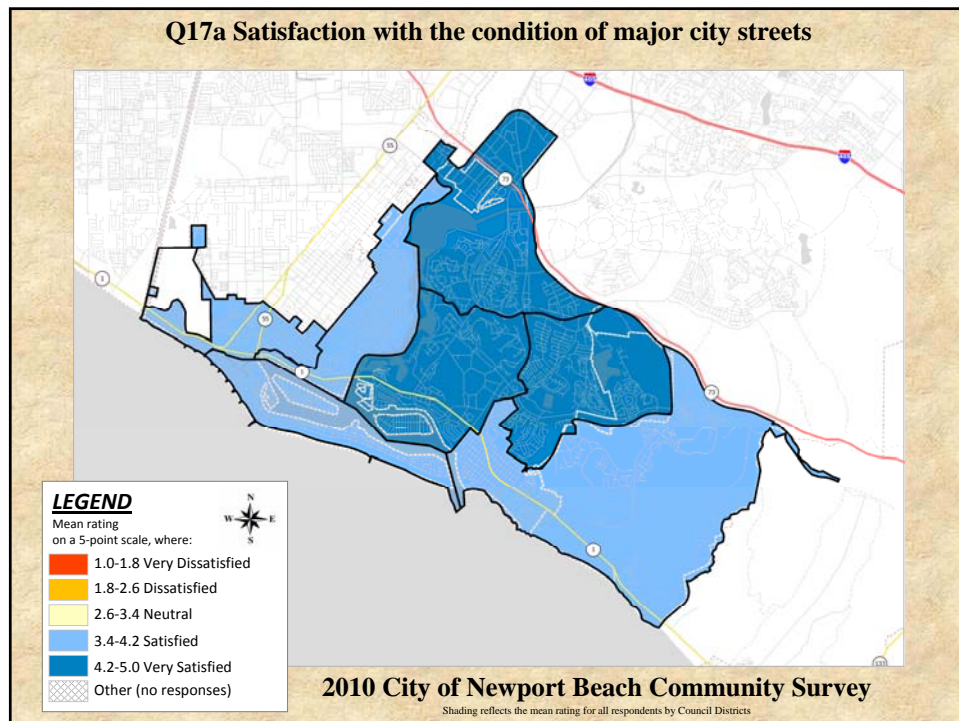 Q17a Satisfaction with the condition of major city streets
405
55
405
73
1
55
1
73
1
133
LEGEND
Mean rating
on a 5-point scale, where:
N
W E
S
1.0-1.8 Very Dissatisfied
1.8-2.6 Dissatisfied
2.6-3.4 Neutral
3.4-4.2 Satisfied
4.2-5.0 Very Satisfied
Other (no responses)
2010 City of Newport Beach Community Survey
Shading reflects the mean rating for all respondents by Council Districts